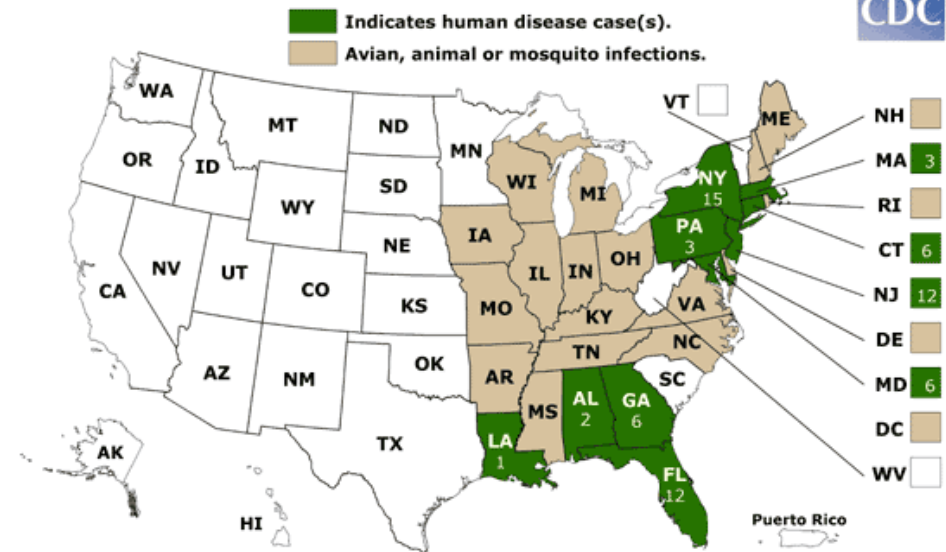 Indicates human disease case(s).
CDC
Avian, animal or mosquito infections.
WA
MT
ND
MN
VT
ME
NH
OR
ID
SD
WI
MI
NY
15
MA 3
WY
RI
IA
PA
3
NE
CT 6
NV
UT
CO
IL
IN
OH
NJ 12
CA
KS
MO
KY
VA
DE
AZ
NM
OK
AR
TN
NC
SC
MD 6
MS
AL
2
GA
6
DC
TX
LA
1
AK
FL
12
WV
HI
Puerto Rico